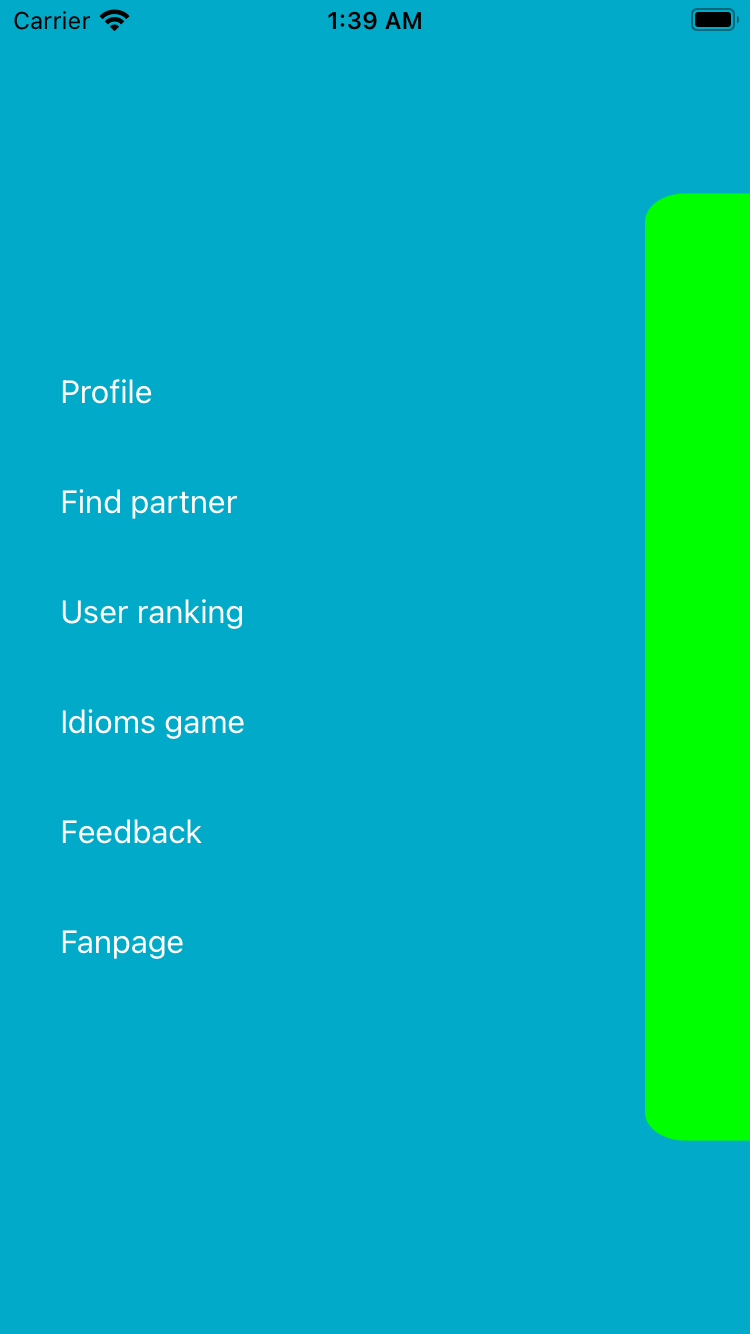 Carrier 1:39 AM
Profile
Find partner
User ranking
Idioms game
Feedback
Fanpage